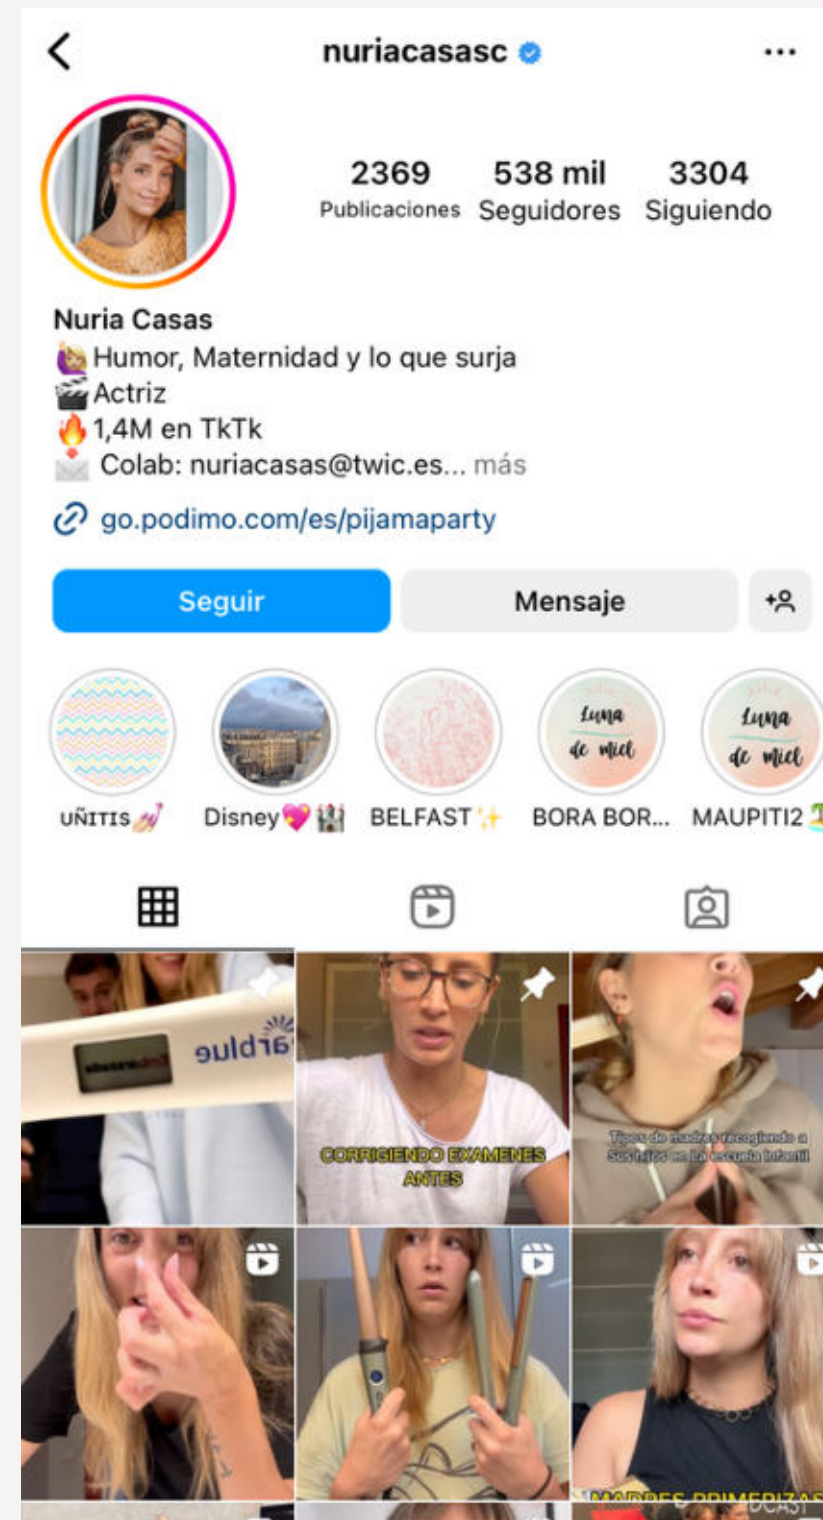 nuriacasasc
2369 538 mil 3304
Publicaciones Seguidores Siguiendo
Nuria Casas
🙋🏼‍♀️Humor, Maternidad y lo que surja
🎬Actriz
🔥1,4M en TkTk
💌 Colab: nuriacasas@twic.es... más
go.podimo.com/es/pijamaparty
Seguir Mensaje
Luna
de miel
Luna
de miel
UÑITIS💅🏼 Disney💖🏰 BELFAST✨ BORA BOR... MAUPITI2🏝
arblue
CORRIGIENDO EXAMENES
ANTES
Tipos de madres recogiendo a
Sus hijos en La escuela Infantil
MADRES PRIMERIZAS